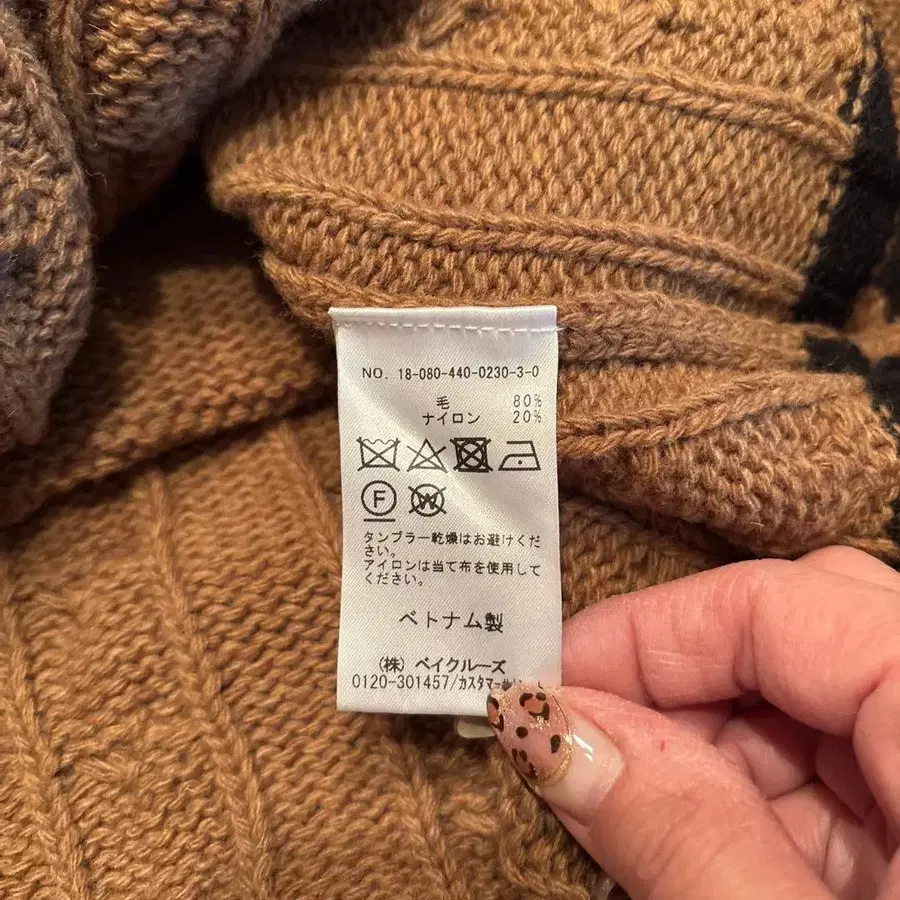 NO. 18-080-440-0230-3-0
毛 80%
ナイロン 20%
F W
タンブラー乾燥はお避けくだ
さい。
アイロンは当て布を使用して
ください。
ベトナム製
(株) ベイクルーズ
0120-301457/カスタマー